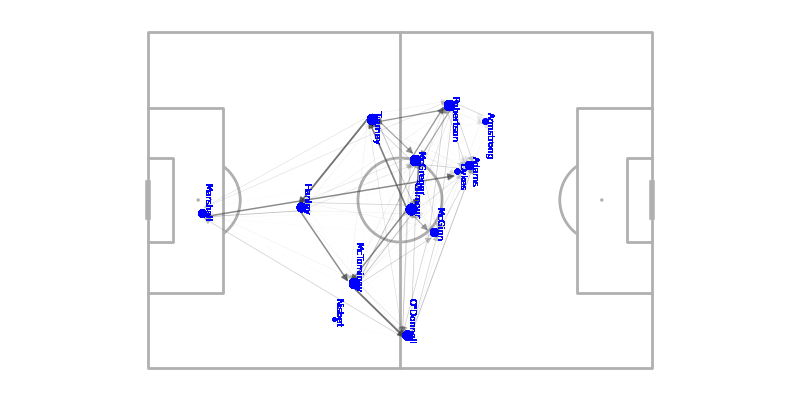 Robertson
Tierney
Armstrong
McGregor
Adams
Dykes
Marshall
Hanley
Gilmour
McGinn
McTominay
Nisbet
O'Donnell